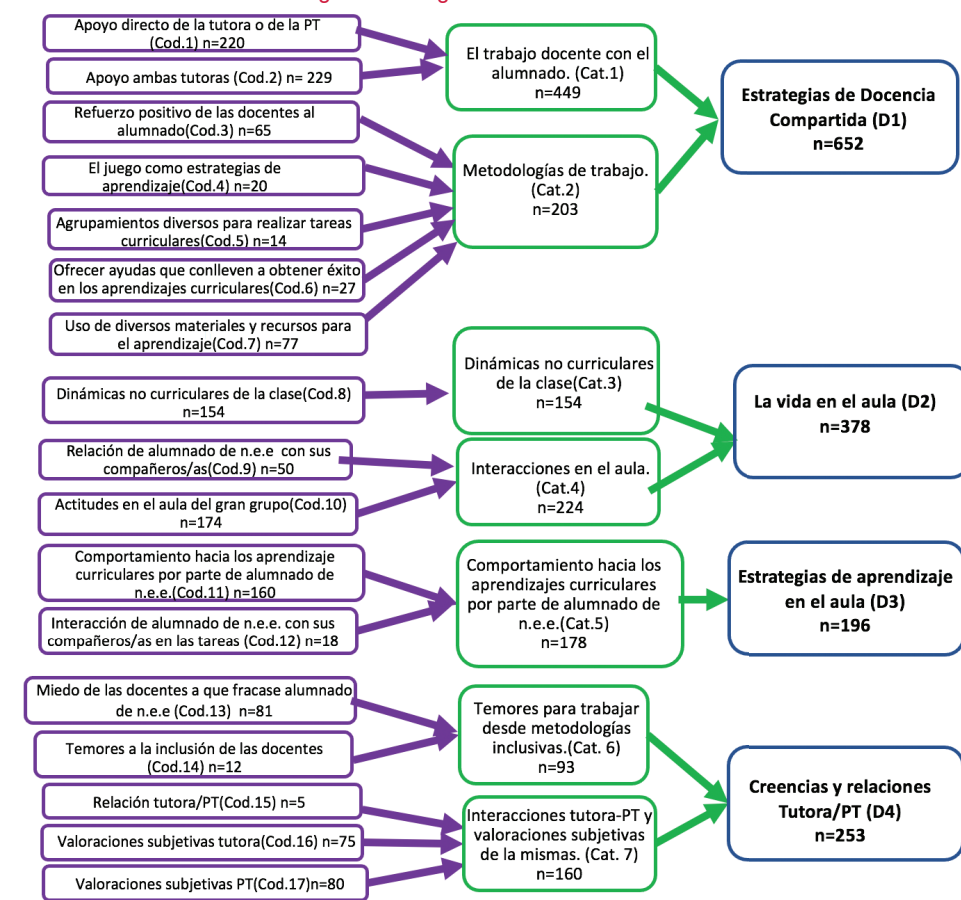 Apoyo directo de la tutora o de la PT
(Cod.1) n=220
Apoyo ambas tutoras (Cod.2) n= 229
Refuerzo positivo de las docentes al
alumnado(Cod.3) n=65
El juego como estrategias de
aprendizaje(Cod.4) n=20
Agrupamientos diversos para realizar tareas
curriculares(Cod.5) n=14
Ofrecer ayudas que conlleven a obtener éxito
en los aprendizajes curriculares(Cod.6) n=27
Uso de diversos materiales y recursos para
el aprendizaje(Cod.7) n=77
Dinámicas no curriculares de la clase(Cod.8)
n=154
Relación de alumnado de n.e.e con sus
compañeros/as(Cod.9) n=50
Actitudes en el aula del gran grupo(Cod.10)
n=174
Comportamiento hacia los aprendizaje
curriculares por parte de alumnado de
n.e.e.(Cod.11) n=160
Interacción de alumnado de n.e.e. con sus
compañeros/as en las tareas (Cod.12) n=18
Miedo de las docentes a que fracase alumnado
de n.e.e (Cod.13) n=81
Temores a la inclusión de las docentes
(Cod.14) n=12
Relación tutora/PT(Cod.15) n=5
Valoraciones subjetivas tutora(Cod.16) n=75
Valoraciones subjetivas PT(Cod.17)n=80
El trabajo docente con el
alumnado. (Cat.1)
n=449
Metodologías de trabajo.
(Cat.2)
n=203
Dinámicas no curriculares
de la clase(Cat.3)
n=154
Interacciones en el aula.
(Cat.4)
n=224
Comportamiento hacia los
aprendizajes curriculares
por parte de alumnado de
n.e.e.(Cat.5)
n=178
Temores para trabajar
desde metodologías
inclusivas.(Cat. 6)
n=93
Interacciones tutora-PT y
valoraciones subjetivas
de la mismas. (Cat. 7)
n=160
Estrategias de Docencia
Compartida (D1)
n=652
La vida en el aula (D2)
n=378
Estrategias de aprendizaje
en el aula (D3)
n=196
Creencias y relaciones
Tutora/PT (D4)
n=253